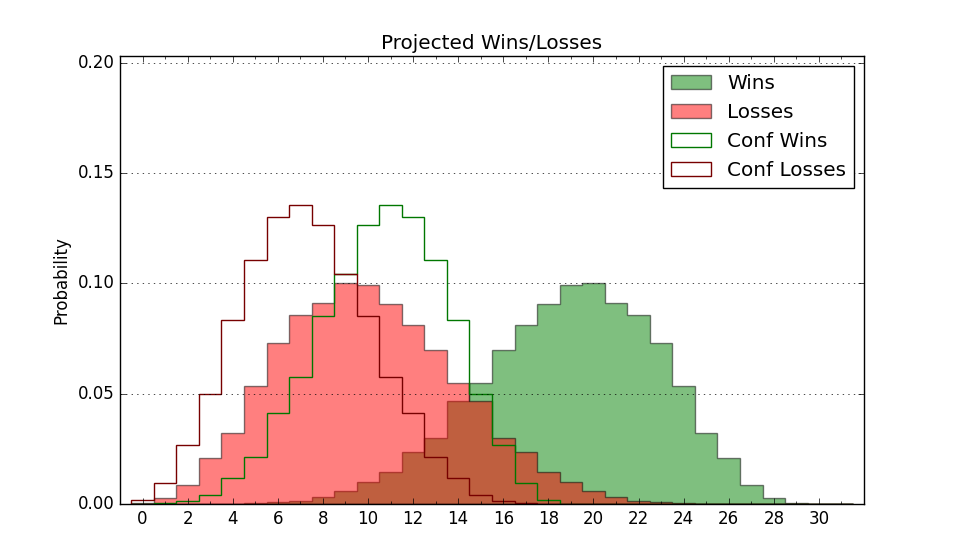 Projected Wins/Losses
0.20
0.15
0.10
0.05
0.00
Probability
Wins
Losses
Conf Wins
Conf Losses
0 2 4 6 8 10 12 14 16 18 20 22 24 26 28 30